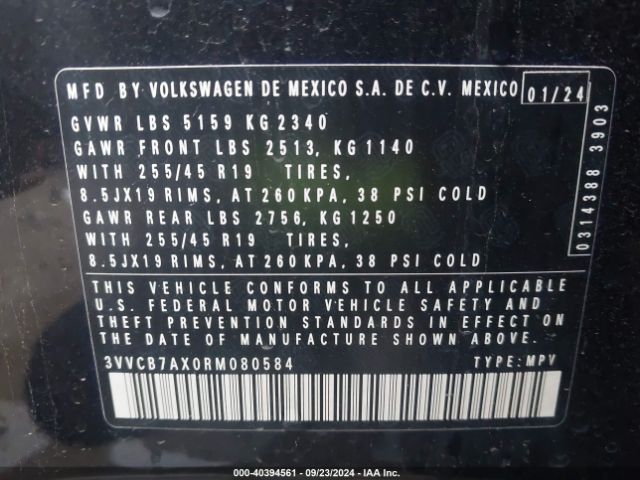 MFD BY VOLKSWAGEN DE MEXICO S.A. DE C.V. MEXICO 01/24
GVWR LBS 5159 KG 2340
GAWR FRONT LBS 2513, KG 1140
WITH 255/45 R19 TIRES,
8.5JX19 RIMS, AT 260 KPA, 38 PSI COLD
GAWR REAR LBS 2756, KG 1250
WITH 255/45 R19 TIRES,
8.5JX19 RIMS, AT 260 KPA, 38 PSI COLD
0314388 3903
THIS VEHICLE CONFORMS TO ALL APPLICABLE
U.S. FEDERAL MOTOR VEHICLE SAFETY AND
THEFT PREVENTION STANDARDS IN EFFECT ON
THE DATE OF MANUFACTURE SHOWN ABOVE.
3VVCB7AX0RM080584 TYPE: MPV
000-40394561 - 09/23/2024 - IAA Inc.